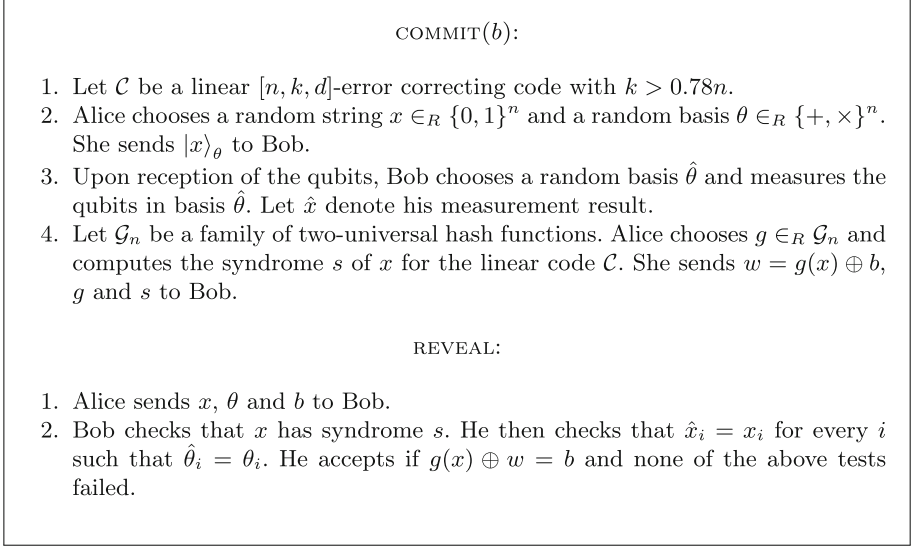 COMMIT(b):
1. Let 𝒞 be a linear [n, k, d]-error correcting code with k > 0.78n.
2. Alice chooses a random string x ∈_R {0, 1}^n and a random basis θ ∈_R {+, ×}^n.
She sends |x⟩_θ to Bob.
3. Upon reception of the qubits, Bob chooses a random basis θ̂ and measures the
qubits in basis θ̂. Let x̂ denote his measurement result.
4. Let 𝒢_n be a family of two-universal hash functions. Alice chooses g ∈_R 𝒢_n and
computes the syndrome s of x for the linear code 𝒞. She sends w = g(x) ⊕ b,
g and s to Bob.
REVEAL:
1. Alice sends x, θ and b to Bob.
2. Bob checks that x has syndrome s. He then checks that x̂_i = x_i for every i
such that θ̂_i = θ_i. He accepts if g(x) ⊕ w = b and none of the above tests
failed.